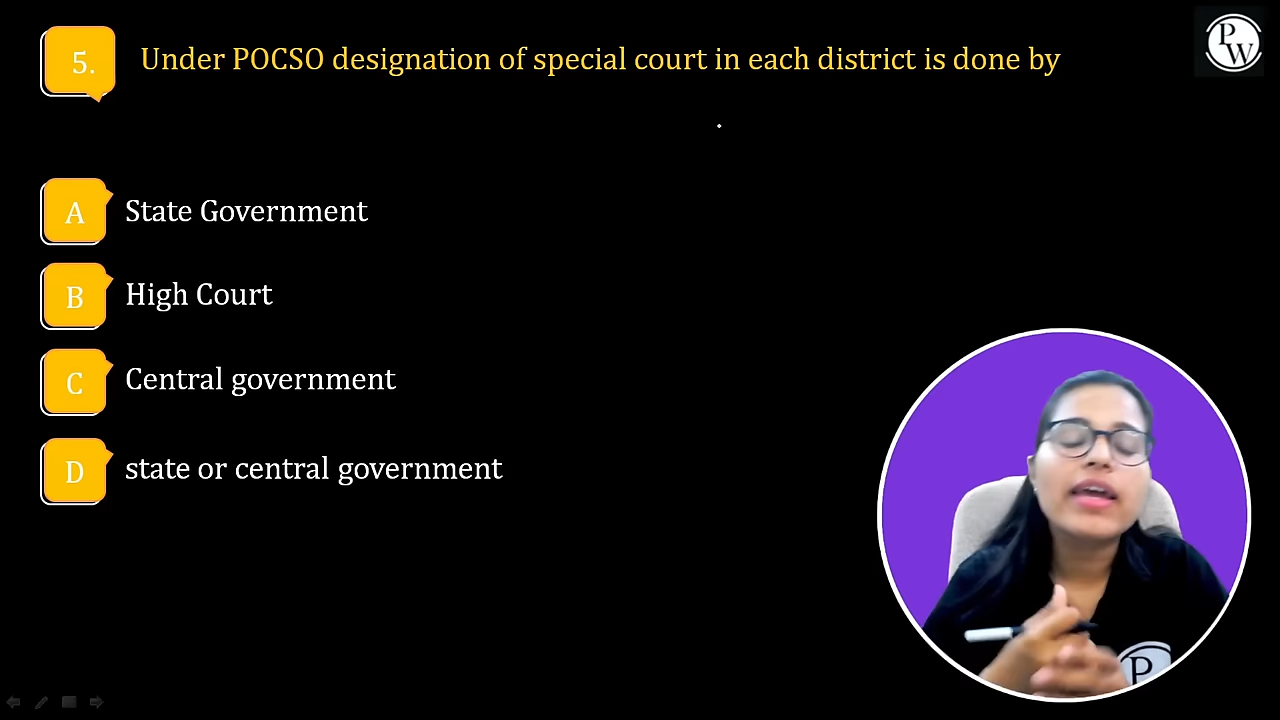 5. Under POCSO designation of special court in each district is done by
A State Government
B High Court
C Central government
D state or central government
PW
P